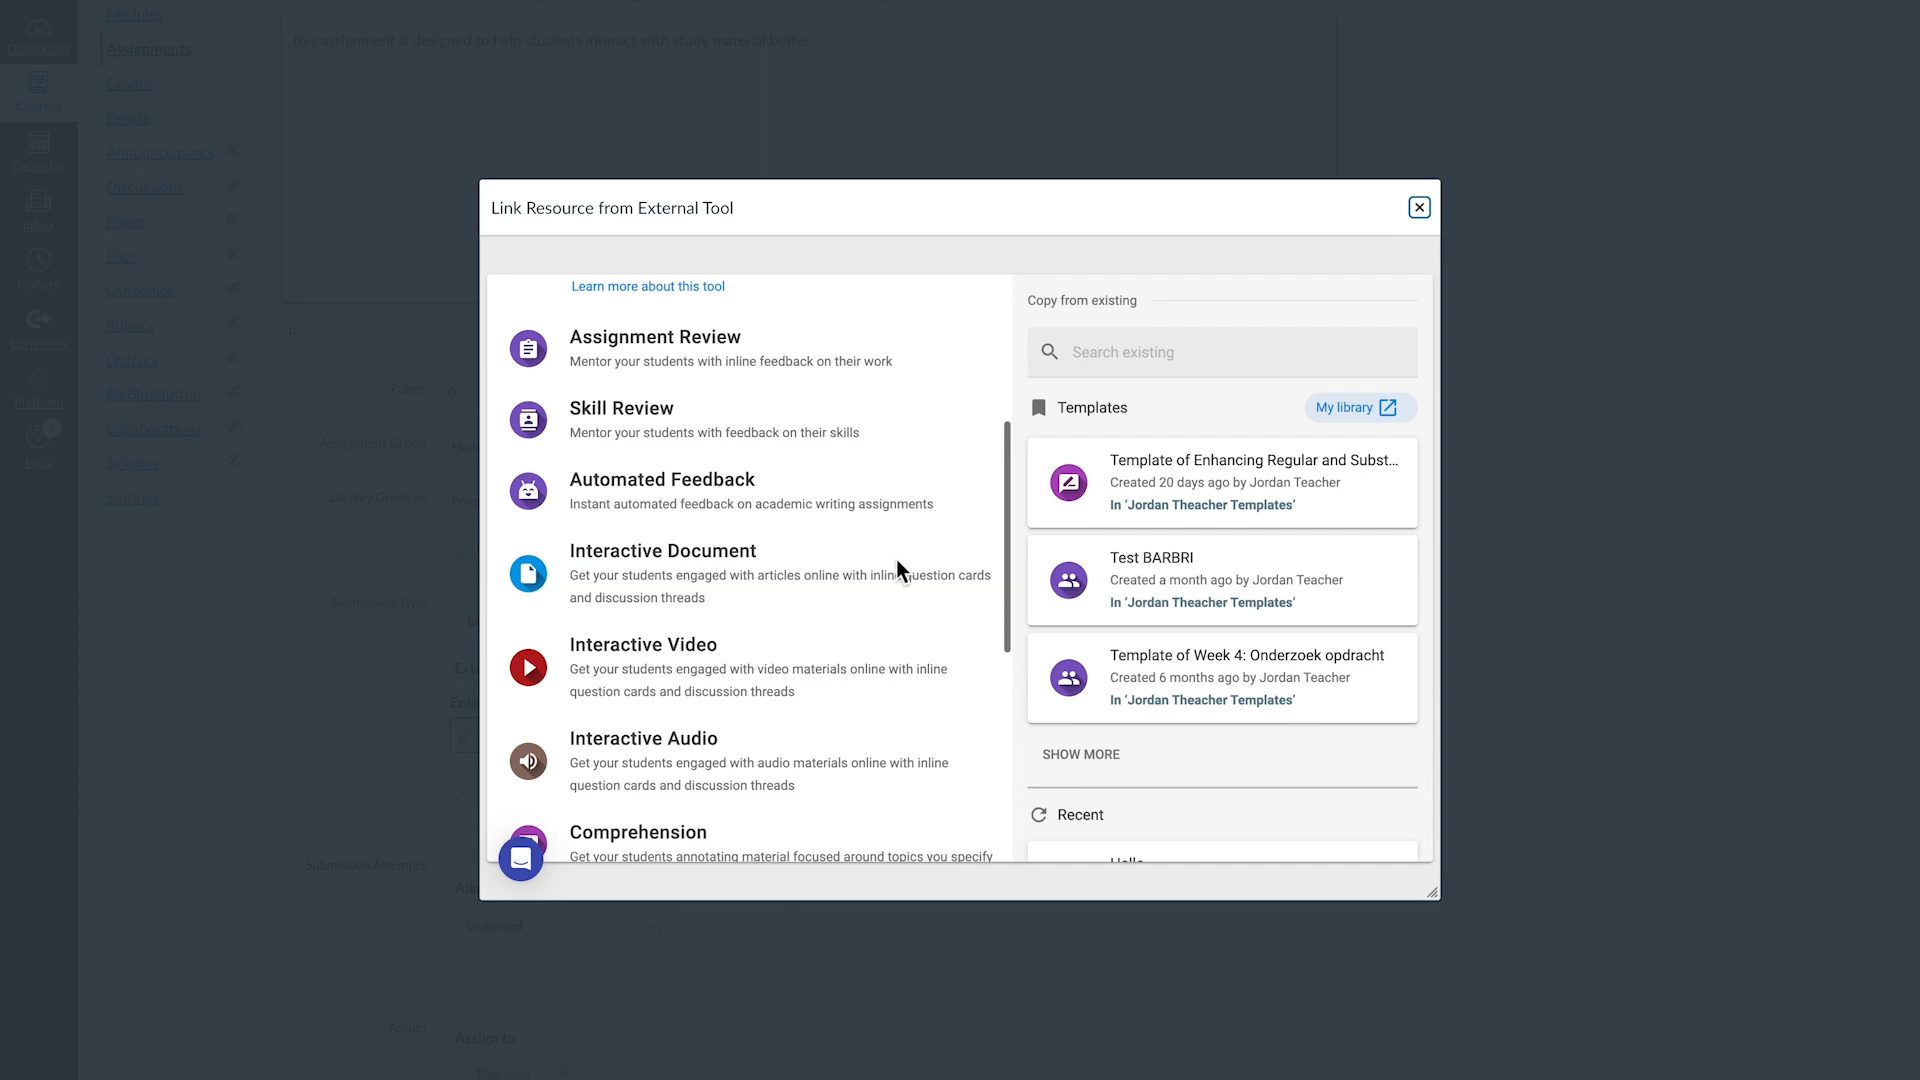 Dashboard
Courses
Calendar
Inbox
History
Commons
Platform
5
Help
Modules
Assignments
Grades
People
Announcements
Discussions
Pages
Files
Outcomes
Rubrics
Quizzes
BigBlueButton
Collaborations
Syllabus
Settings
this assignment is designed to help students interact with study material better
p
Points
0
Assignment Group
Display Grade as
Submission Type
Submission Attempts
Unlimited
Assign
Assign to
Link Resource from External Tool
Learn more about this tool
Assignment Review
Mentor your students with inline feedback on their work
Skill Review
Mentor your students with feedback on their skills
Automated Feedback
Instant automated feedback on academic writing assignments
Interactive Document
Get your students engaged with articles online with inline question cards
and discussion threads
Interactive Video
Get your students engaged with video materials online with inline
question cards and discussion threads
Interactive Audio
Get your students engaged with audio materials online with inline
question cards and discussion threads
Comprehension
Get your students annotating material focused around topics you specify
Copy from existing
Search existing
Templates
My library
Template of Enhancing Regular and Subst...
Created 20 days ago by Jordan Teacher
In ‘Jordan Theacher Templates’
Test BARBRI
Created a month ago by Jordan Teacher
In ‘Jordan Theacher Templates’
Template of Week 4: Onderzoek opdracht
Created 6 months ago by Jordan Teacher
In ‘Jordan Theacher Templates’
SHOW MORE
Recent
Hello